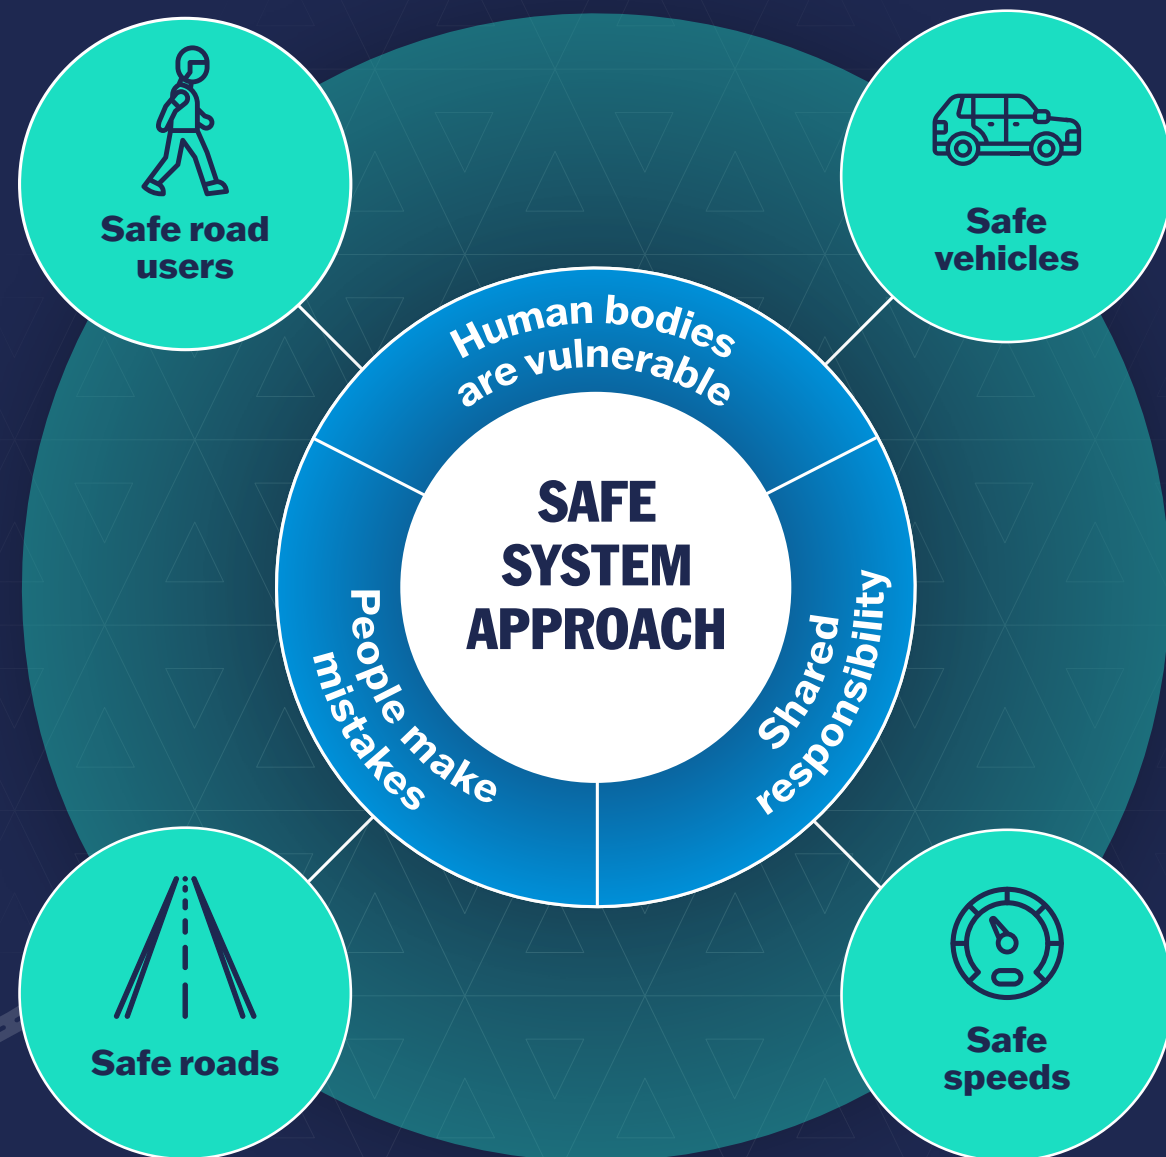 Safe road
users
Safe
vehicles
Human bodies
are vulnerable
SAFE
SYSTEM
APPROACH
People make
mistakes
Shared
responsibility
Safe roads
Safe
speeds